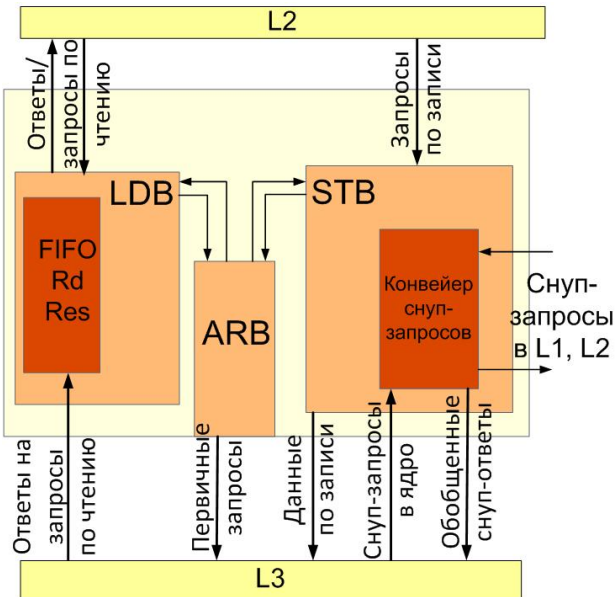 L2
Ответы/
запросы по
чтению
Запросы
по записи
LDB
STB
FIFO
Rd
Res
ARB
Конвейер
снуп-
запросов
Снуп-
запросы
в L1, L2
Ответы на
запросы
по чтению
Первичные
запросы
Данные
по записи
Снуп-запросы
в ядро
Обобщенные
снуп-ответы
L3